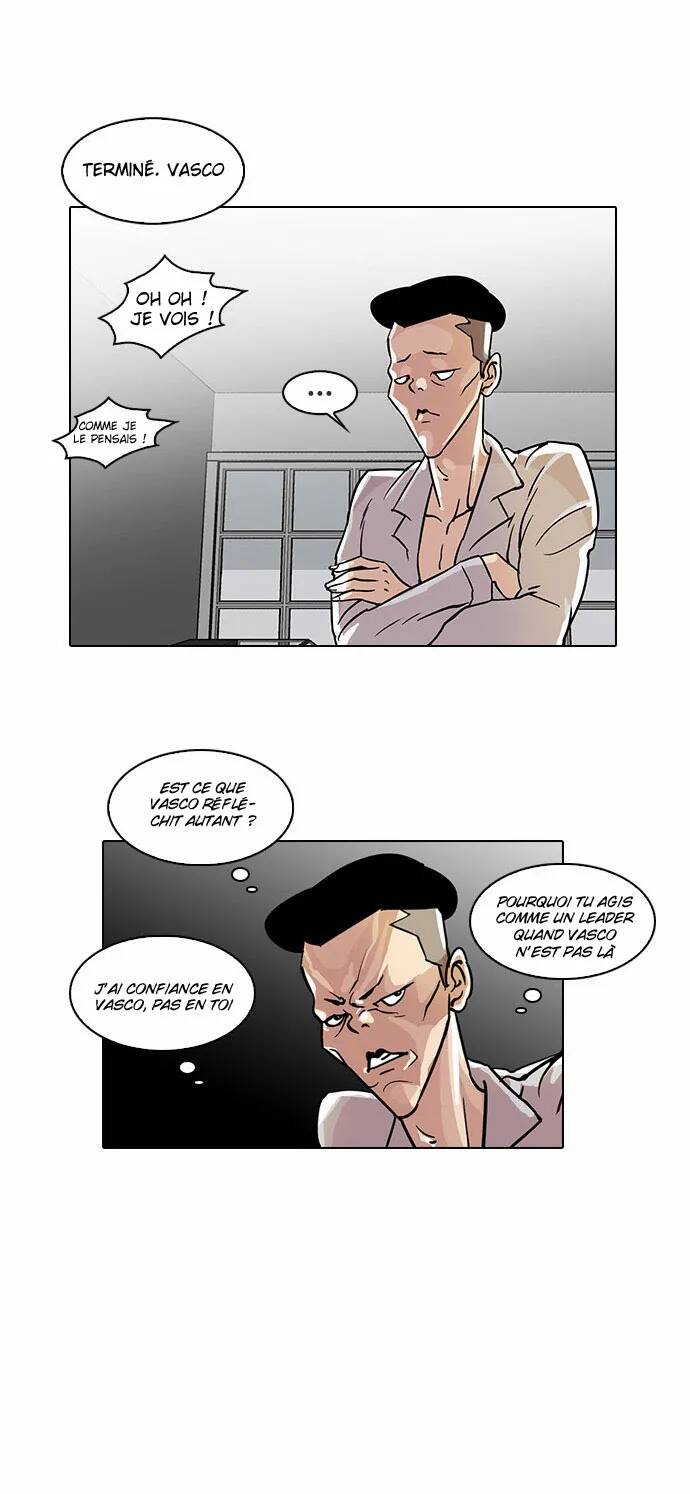 TERMINÉ. VASCO
OH OH !
JE VOIS !
...
COMME JE
LE PENSAIS !
EST CE QUE
VASCO RÉFLÉ-
CHIT AUTANT ?
POURQUOI TU AGIS
COMME UN LEADER
QUAND VASCO
N'EST PAS LÀ
J'AI CONFIANCE EN
VASCO, PAS EN TOI